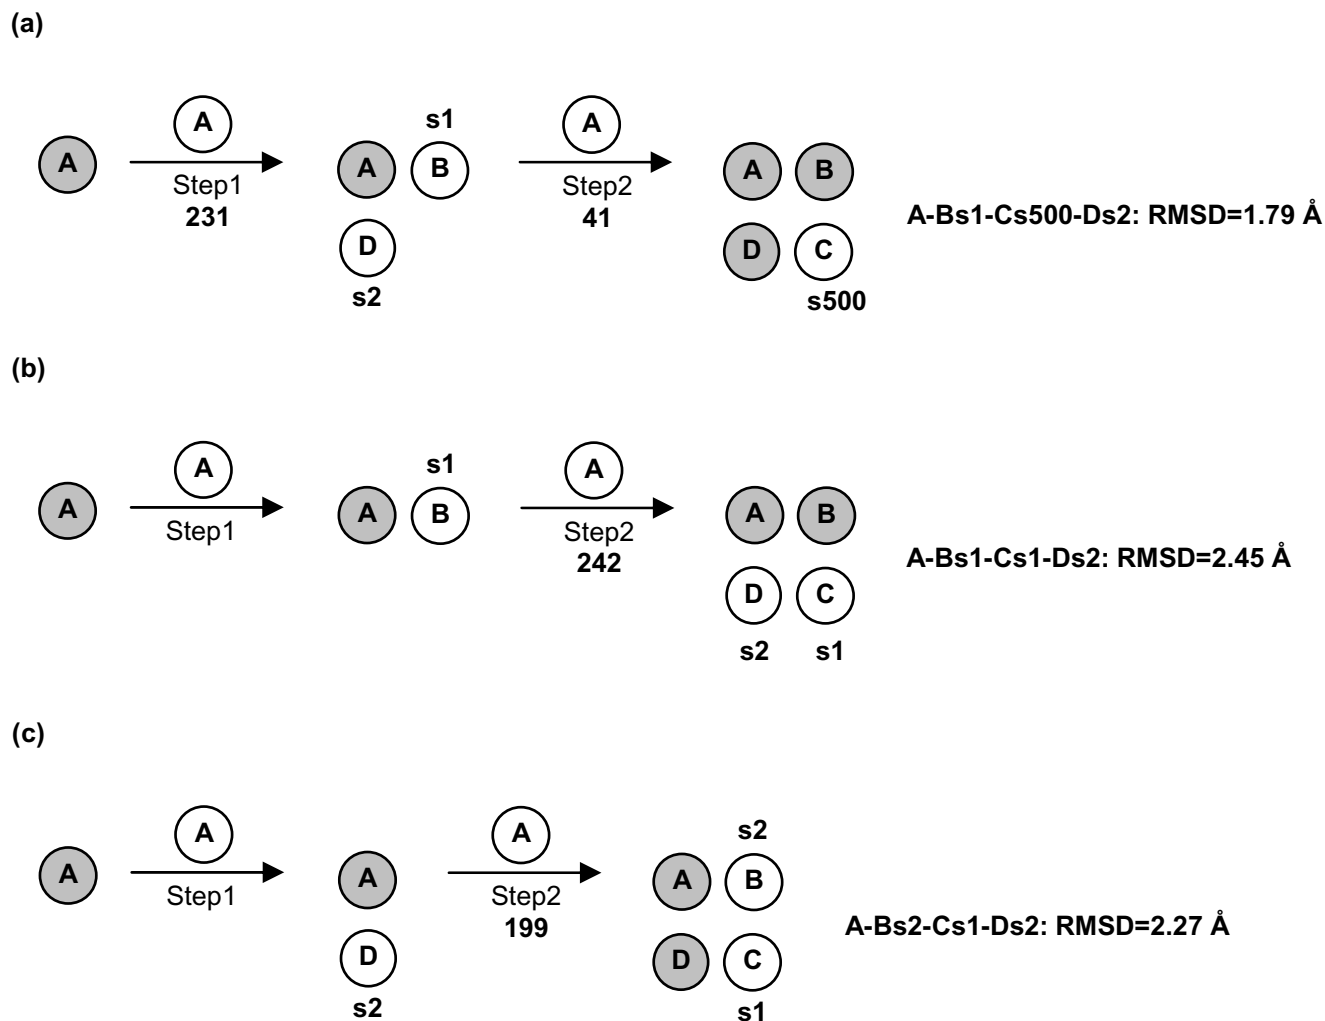 (a)
A
A
Step1
231
s1
A
B
D
s2
A
Step2
41
A
B
D
C
s500
A-Bs1-Cs500-Ds2: RMSD=1.79 Å
(b)
A
A
Step1
s1
A
B
A
Step2
242
A
B
D
C
s2
s1
A-Bs1-Cs1-Ds2: RMSD=2.45 Å
(c)
A
A
Step1
A
D
s2
A
Step2
199
s2
A
B
D
C
s1
A-Bs2-Cs1-Ds2: RMSD=2.27 Å